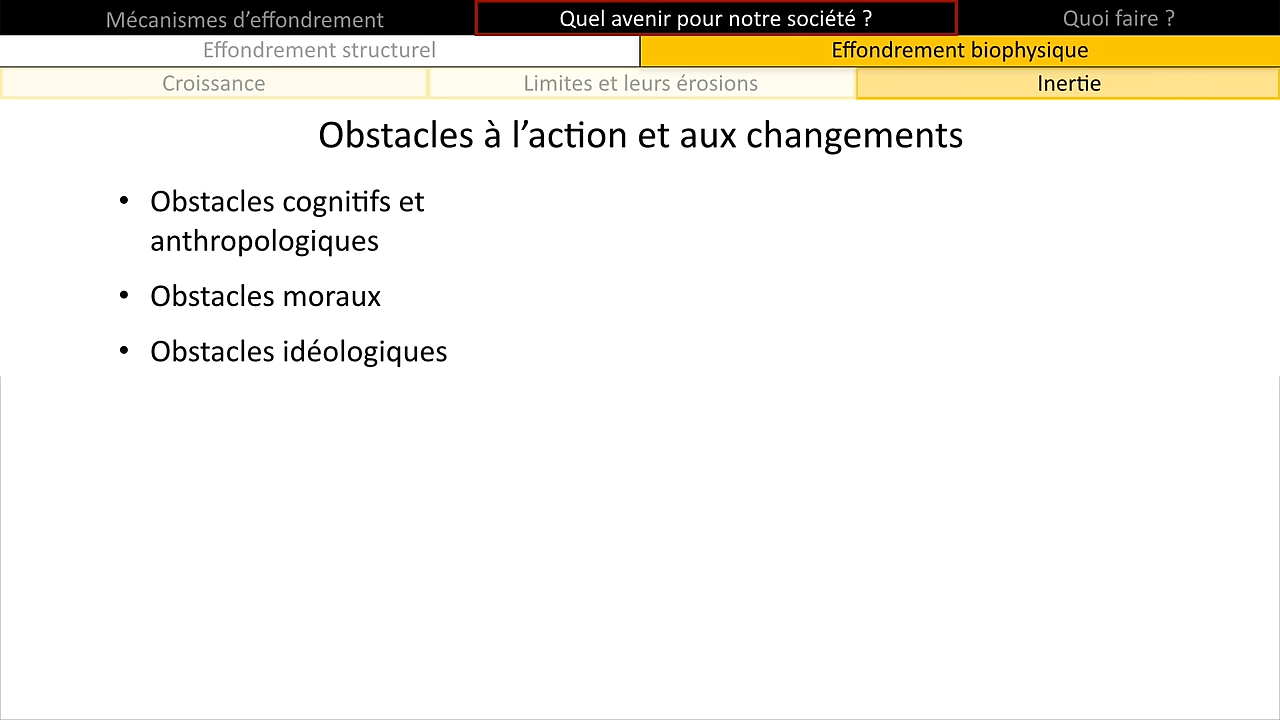 Mécanismes d’effondrement
Quel avenir pour notre société ?
Quoi faire ?
Effondrement structurel
Effondrement biophysique
Croissance
Limites et leurs érosions
Inertie
Obstacles à l’action et aux changements
• Obstacles cognitifs et
anthropologiques
• Obstacles moraux
• Obstacles idéologiques